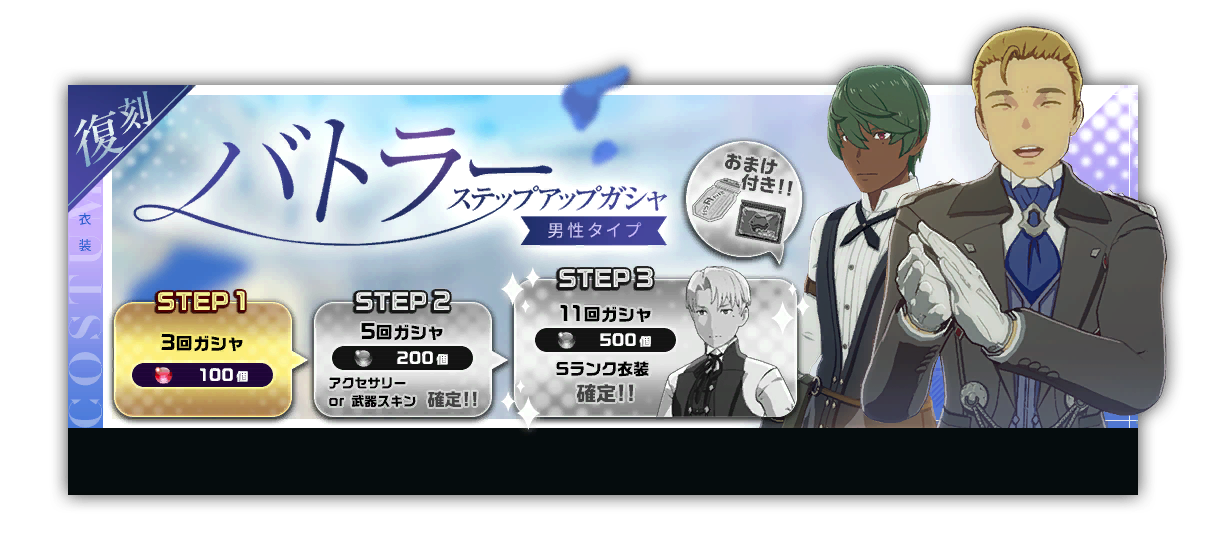 復刻
バトラー
ステップアップガシャ
男性タイプ
おまけ
付き!!
衣装
COSTUME
STEP 1
3回ガシャ
100個
STEP 2
5回ガシャ
200個
アクセサリー
or 武器スキン 確定!!
STEP 3
11回ガシャ
500個
Sランク衣装
確定!!